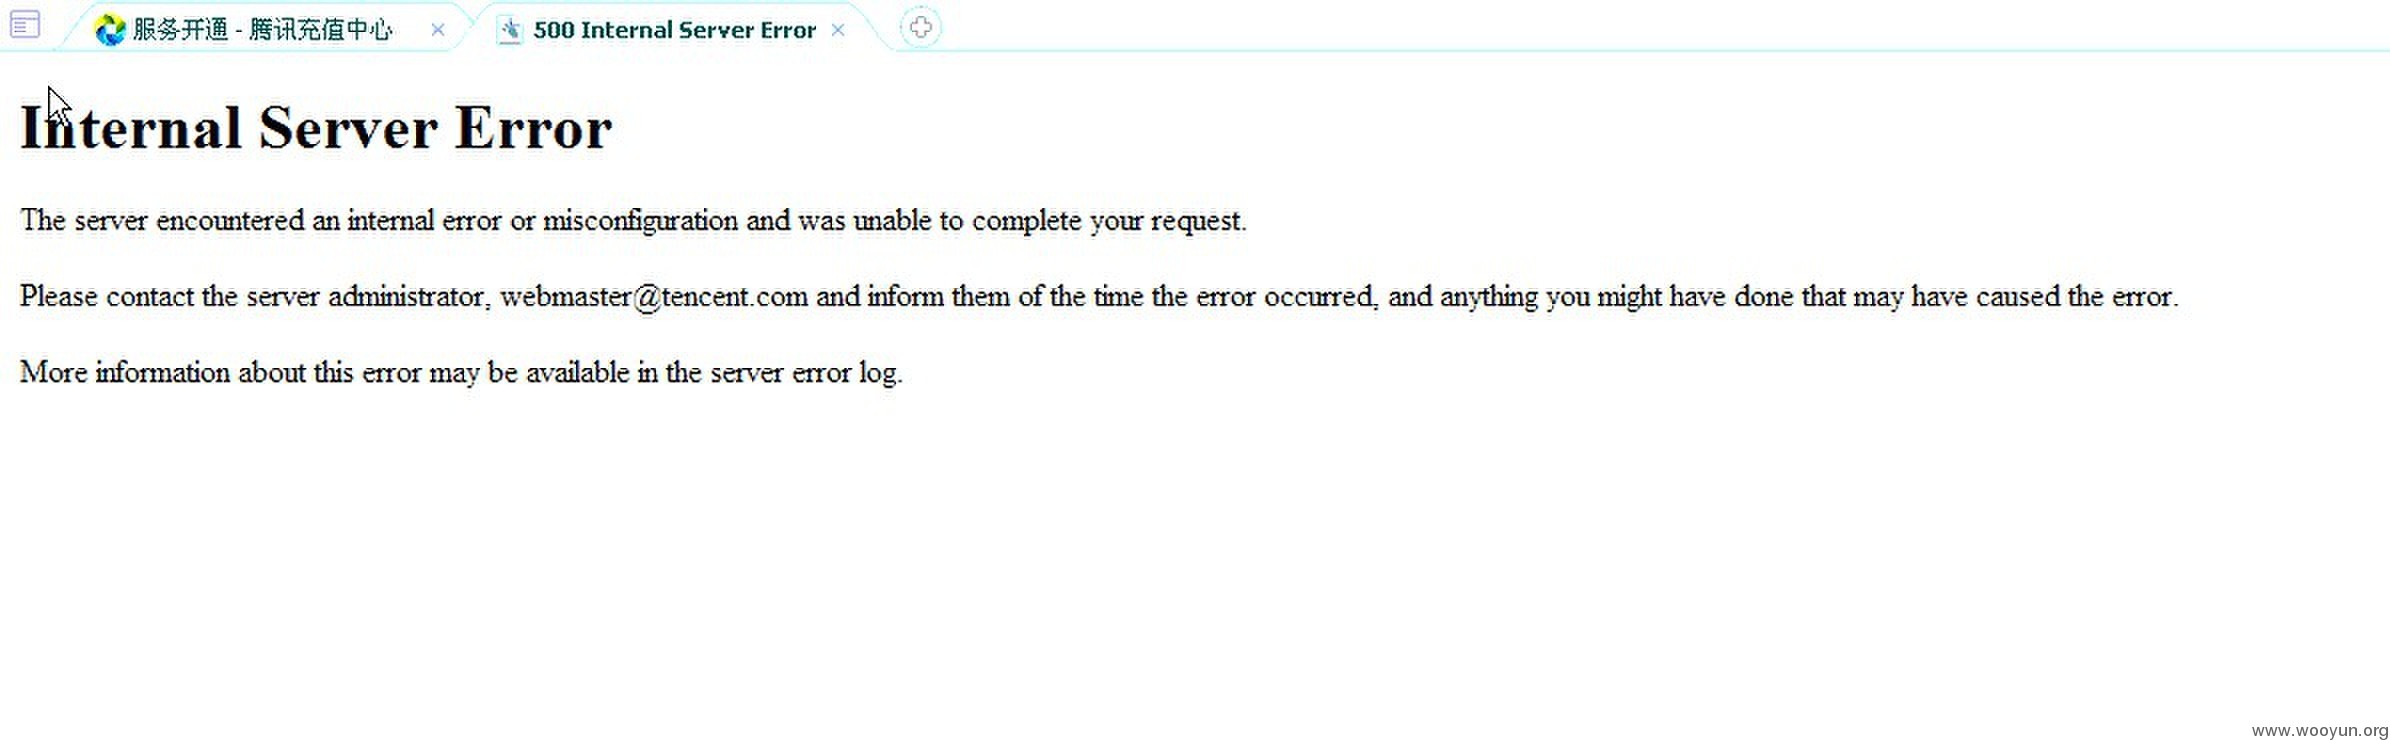 服务开通 - 腾讯充值中心
500 Internal Server Error
Internal Server Error
The server encountered an internal error or misconfiguration and was unable to complete your request.
Please contact the server administrator, webmaster@tencent.com and inform them of the time the error occurred, and anything you might have done that may have caused the error.
More information about this error may be available in the server error log.
www.wooyun.org